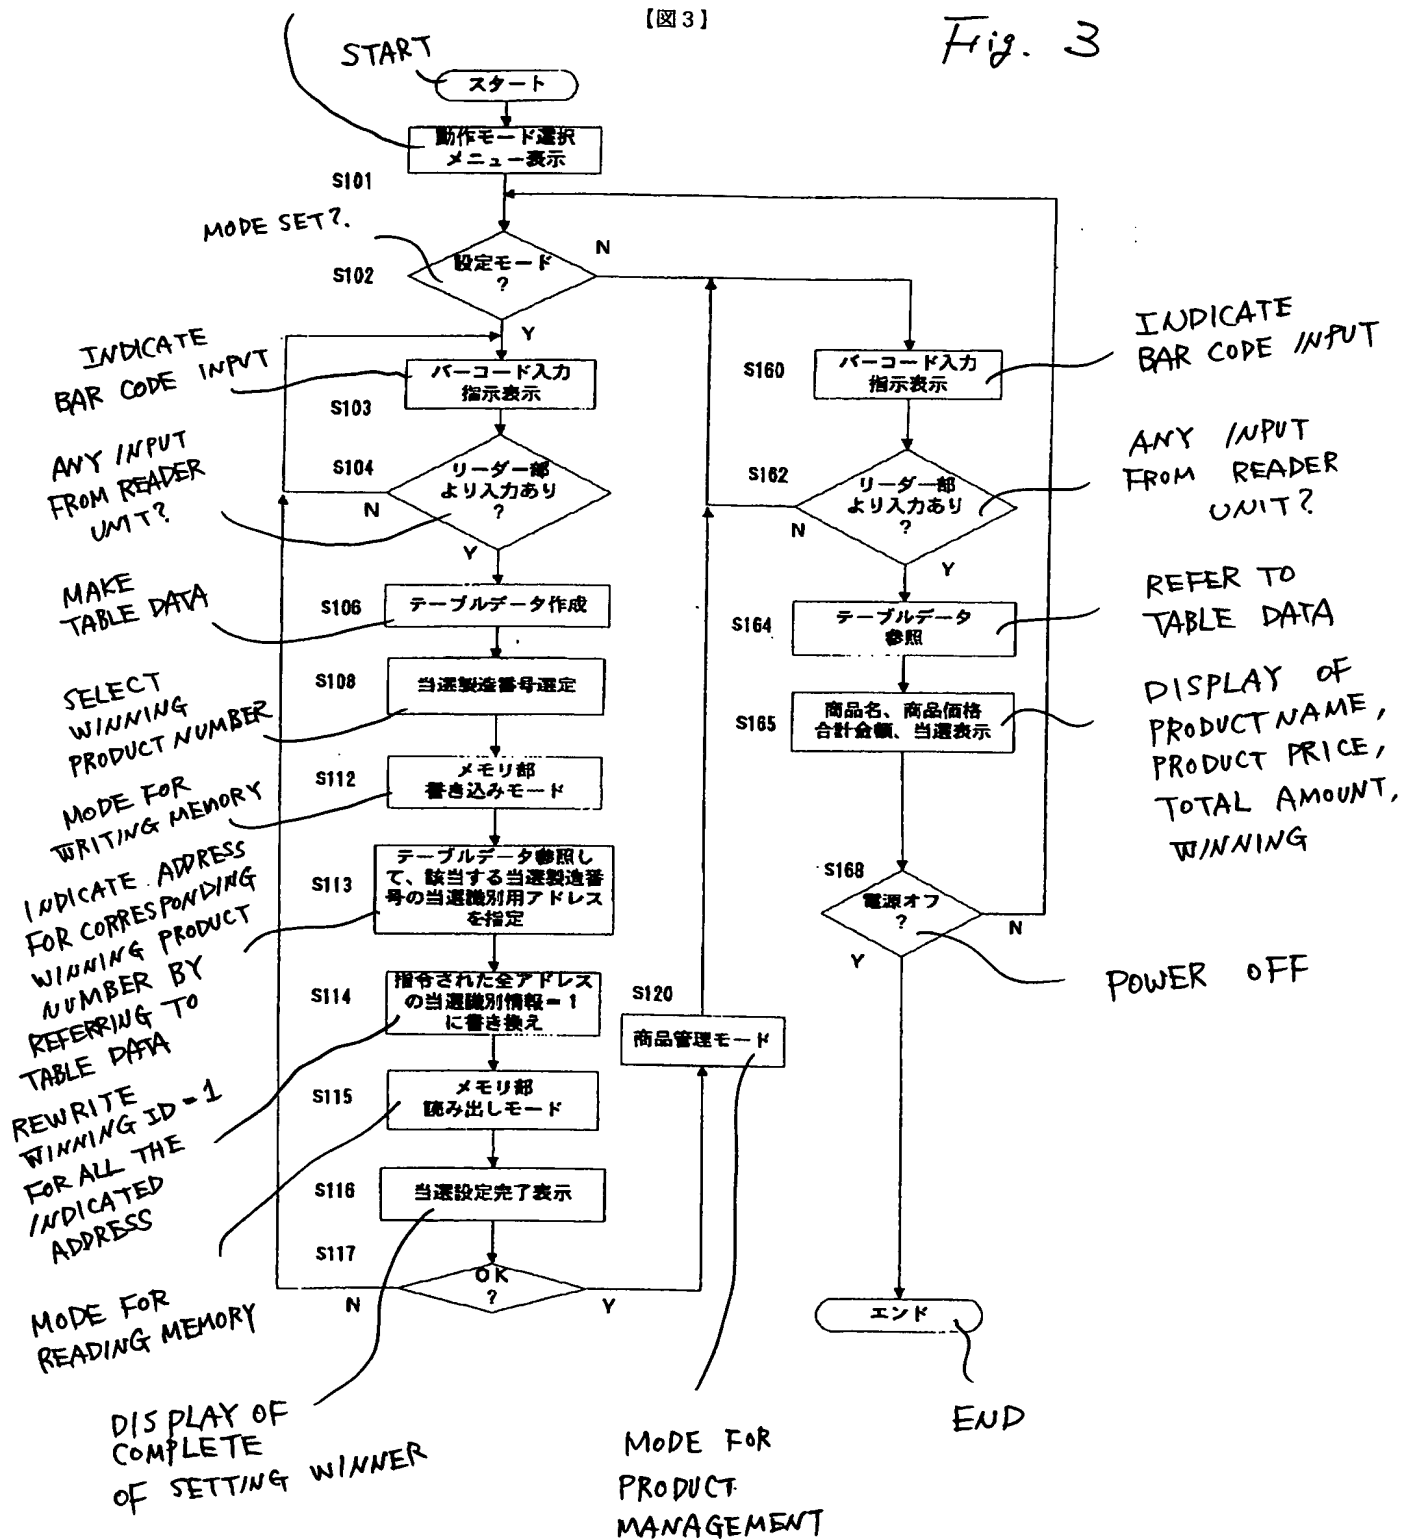 【図3】
Fig. 3
START
スタート
動作モード選択
メニュー表示
S101
MODE SET?
S102
設定モード
?
N
Y
INDICATE
BAR CODE INPUT
バーコード入力
指示表示
S103
ANY INPUT
FROM READER
UNIT?
S104
リーダー部
より入力あり
?
N
Y
MAKE
TABLE DATA
S106
テーブルデータ作成
SELECT
WINNING
PRODUCT NUMBER
S108
当選製造番号選定
MODE FOR
WRITING MEMORY
S112
メモリ部
書き込みモード
INDICATE ADDRESS
FOR CORRESPONDING
WINNING PRODUCT
NUMBER BY
REFERRING TO
TABLE DATA
S113
テーブルデータ参照し
て、該当する当選製造番
号の当選識別用アドレス
を指定
REWRITE
WINNING ID=1
FOR ALL THE
INDICATED
ADDRESS
S114
指令された全アドレス
の当選識別情報=1
に書き換え
MODE FOR
READING MEMORY
S115
メモリ部
読み出しモード
S116
当選設定完了表示
DISPLAY OF
COMPLETE
OF SETTING WINNER
S117
OK
?
N
Y
S120
商品管理モード
MODE FOR
PRODUCT
MANAGEMENT
S160
バーコード入力
指示表示
INDICATE
BAR CODE INPUT
S162
リーダー部
より入力あり
?
N
Y
ANY INPUT
FROM READER
UNIT?
S164
テーブルデータ
参照
REFER TO
TABLE DATA
S165
商品名、商品価格
合計金額、当選表示
DISPLAY OF
PRODUCT NAME,
PRODUCT PRICE,
TOTAL AMOUNT,
WINNING
S168
電源オフ
?
N
Y
POWER OFF
エンド
END